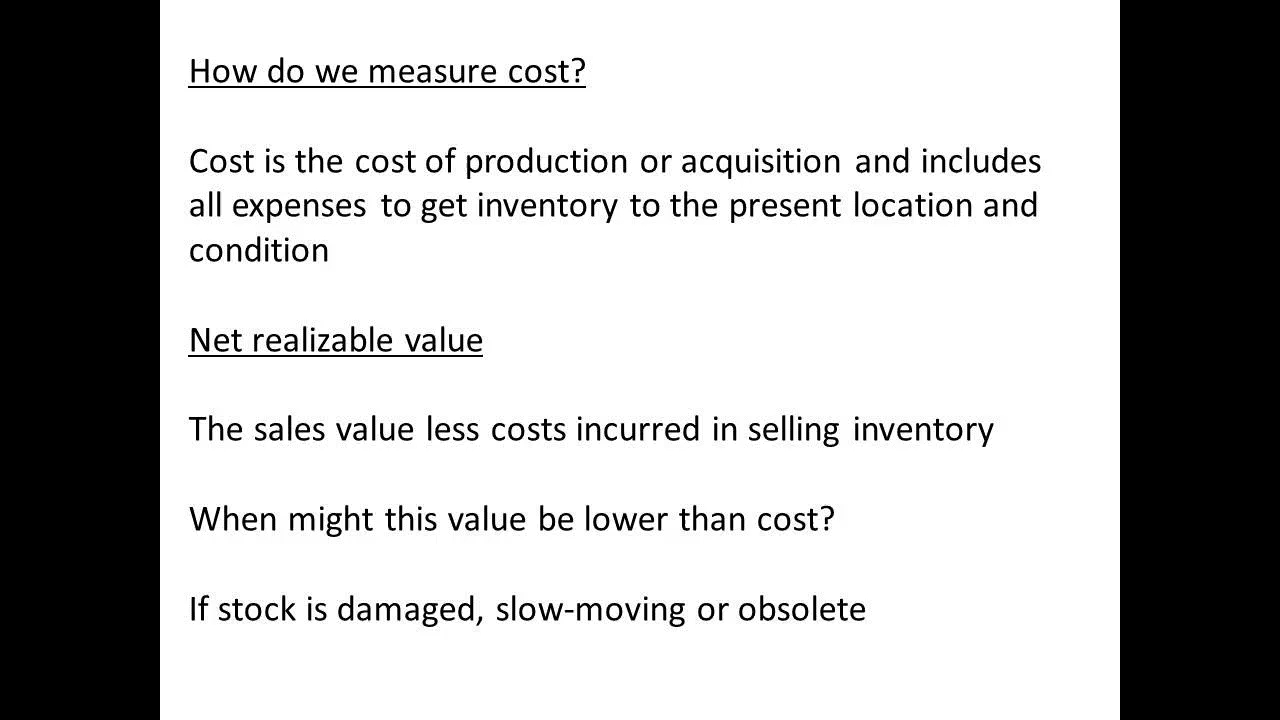 How do we measure cost?
Cost is the cost of production or acquisition and includes
all expenses to get inventory to the present location and
condition
Net realizable value
The sales value less costs incurred in selling inventory
When might this value be lower than cost?
If stock is damaged, slow-moving or obsolete